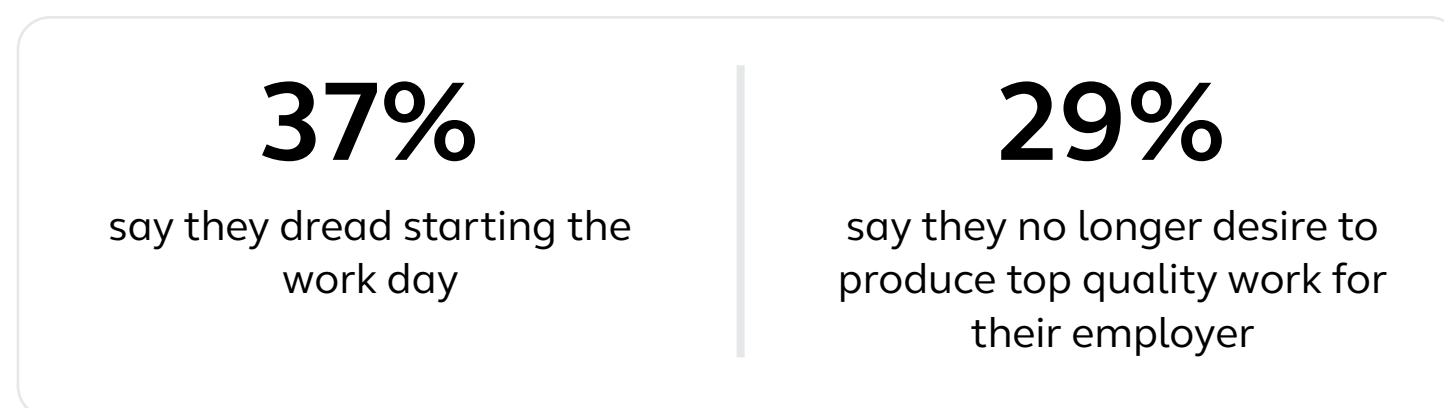 37%
say they dread starting the
work day
29%
say they no longer desire to
produce top quality work for
their employer